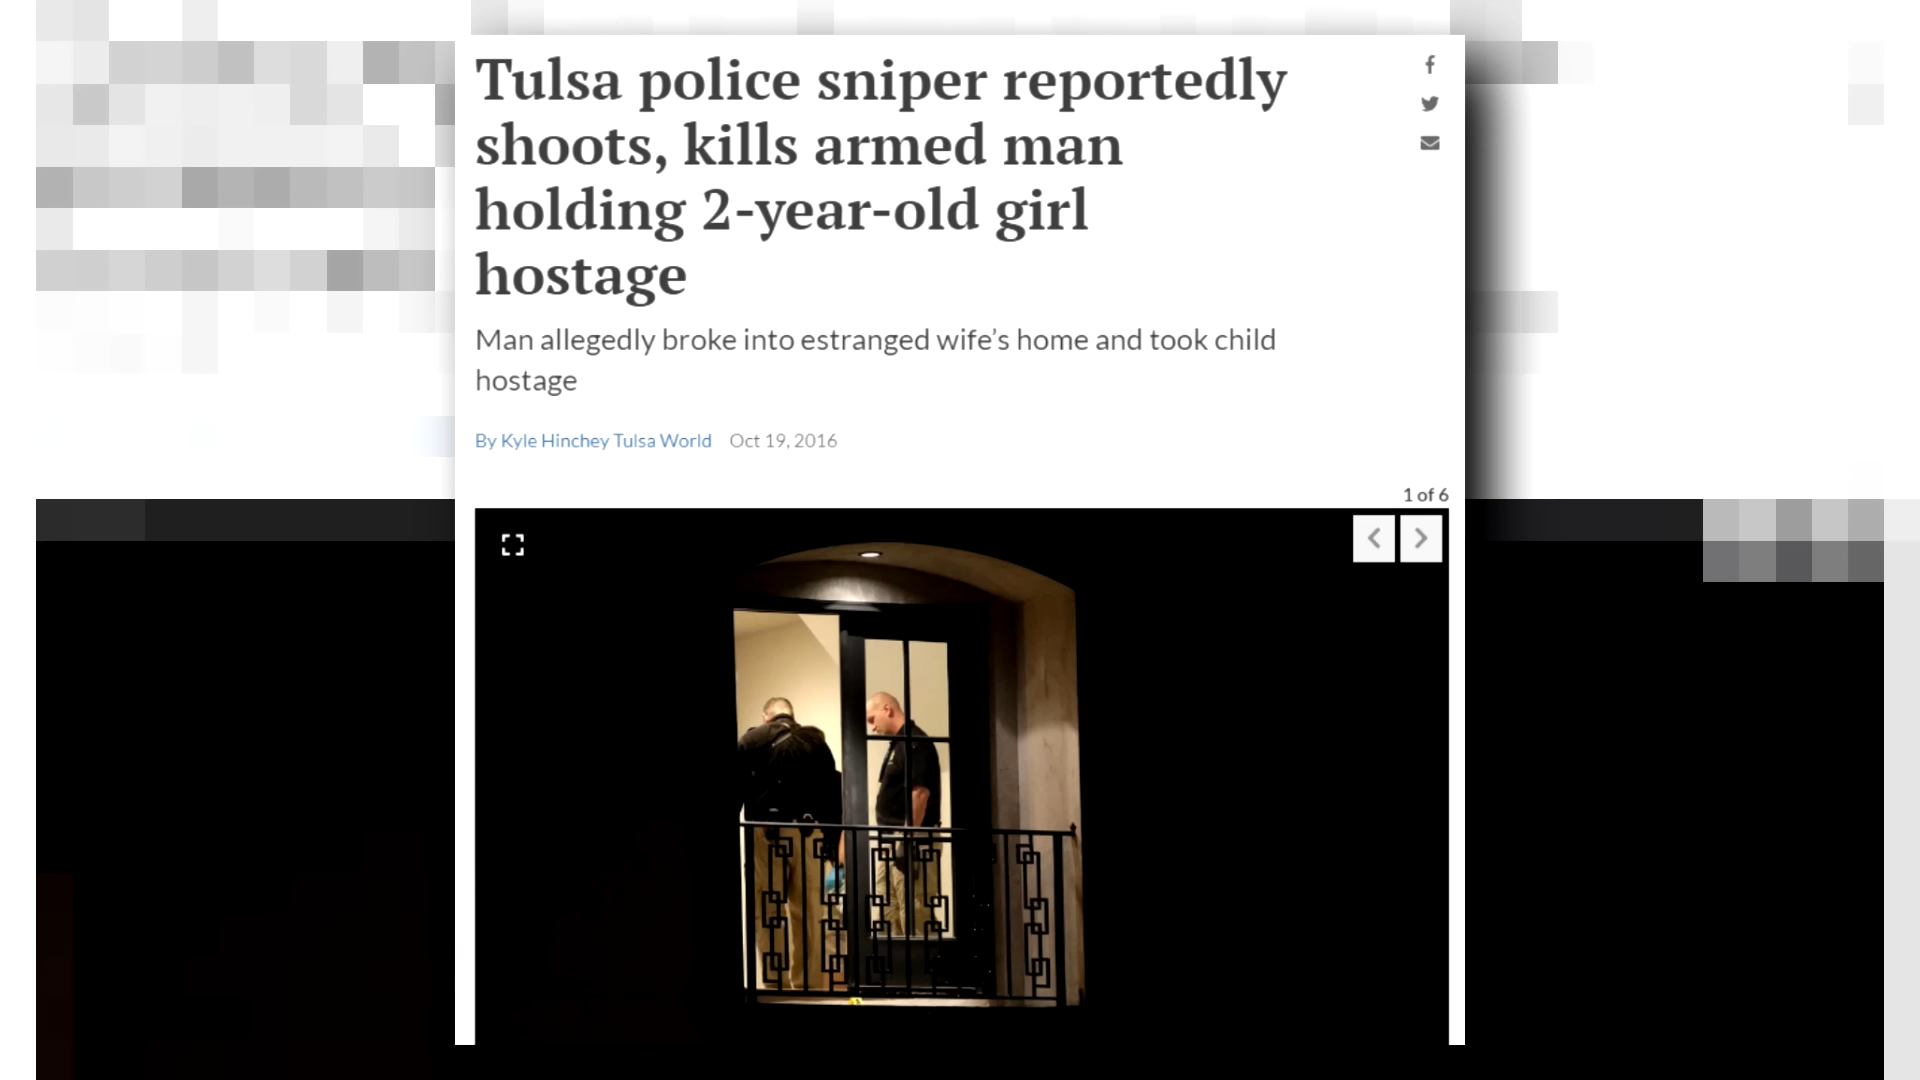 Tulsa police sniper reportedly
shoots, kills armed man
holding 2-year-old girl
hostage
Man allegedly broke into estranged wife's home and took child
hostage
By Kyle Hinchey Tulsa World Oct 19, 2016
1 of 6